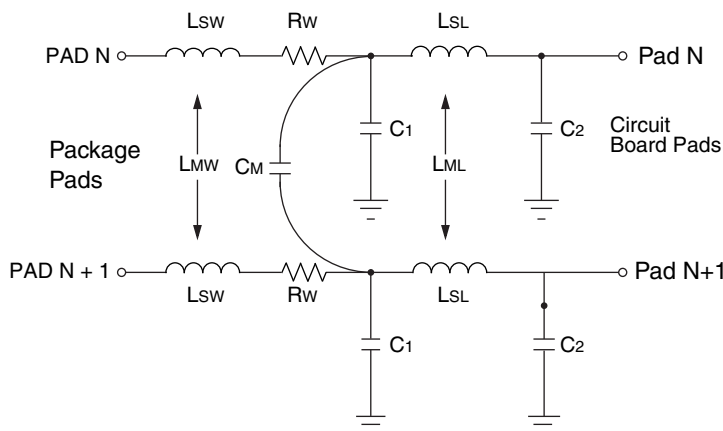 LSW RW LSL
PAD N Pad N
C1 C2 Circuit
Board Pads
Package
Pads
LMW CM LML
PAD N + 1 Pad N+1
LSW RW LSL
C1 C2